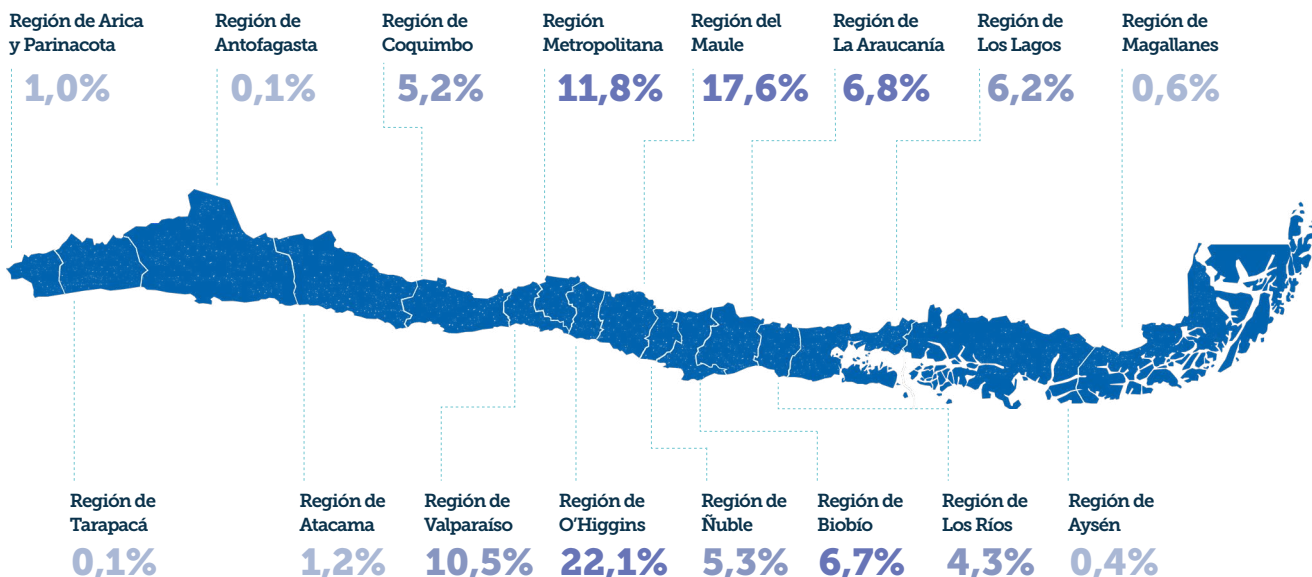 Región de Arica
y Parinacota
1,0%
Región de
Antofagasta
0,1%
Región de
Coquimbo
5,2%
Región
Metropolitana
11,8%
Región del
Maule
17,6%
Región de
La Araucanía
6,8%
Región de
Los Lagos
6,2%
Región de
Magallanes
0,6%
Región de
Tarapacá
0,1%
Región de
Atacama
1,2%
Región de
Valparaíso
10,5%
Región de
O’Higgins
22,1%
Región de
Ñuble
5,3%
Región de
Biobío
6,7%
Región de
Los Ríos
4,3%
Región de
Aysén
0,4%